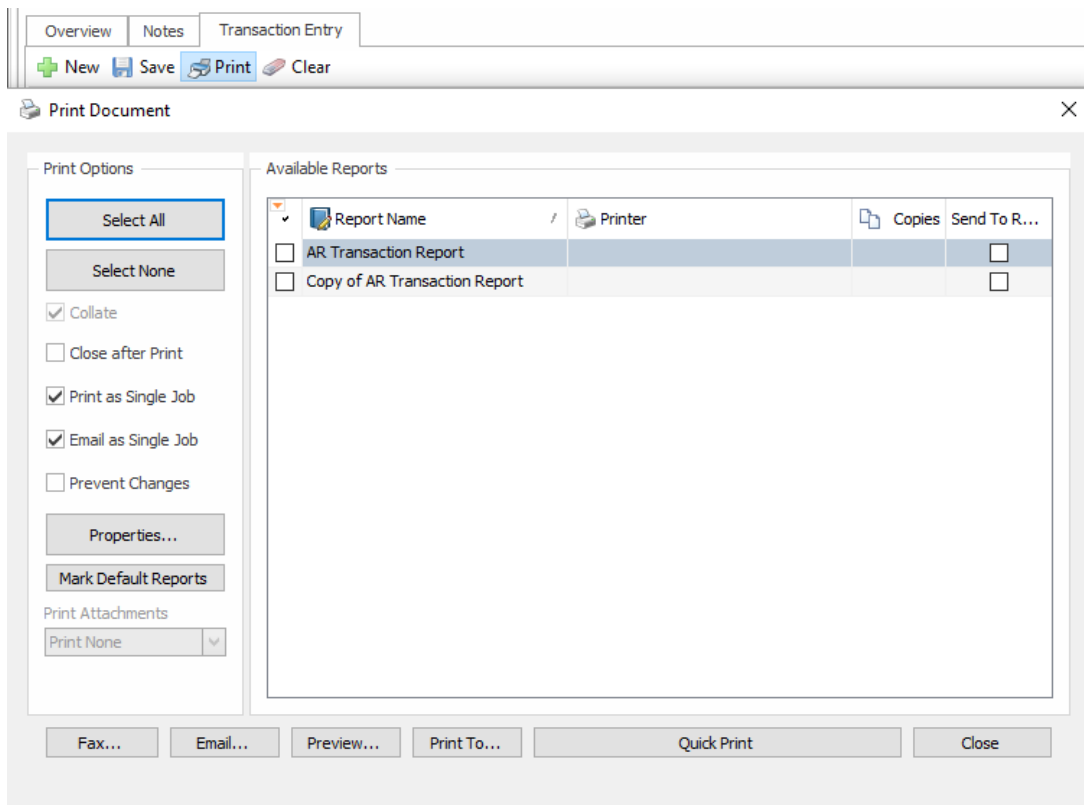 Overview Notes Transaction Entry
New Save Print Clear
Print Document
Print Options
Select All
Select None
Collate
Close after Print
Print as Single Job
Email as Single Job
Prevent Changes
Properties...
Mark Default Reports
Print Attachments
Print None
Available Reports
Report Name Printer Copies Send To R...
AR Transaction Report
Copy of AR Transaction Report
Fax... Email... Preview... Print To... Quick Print Close